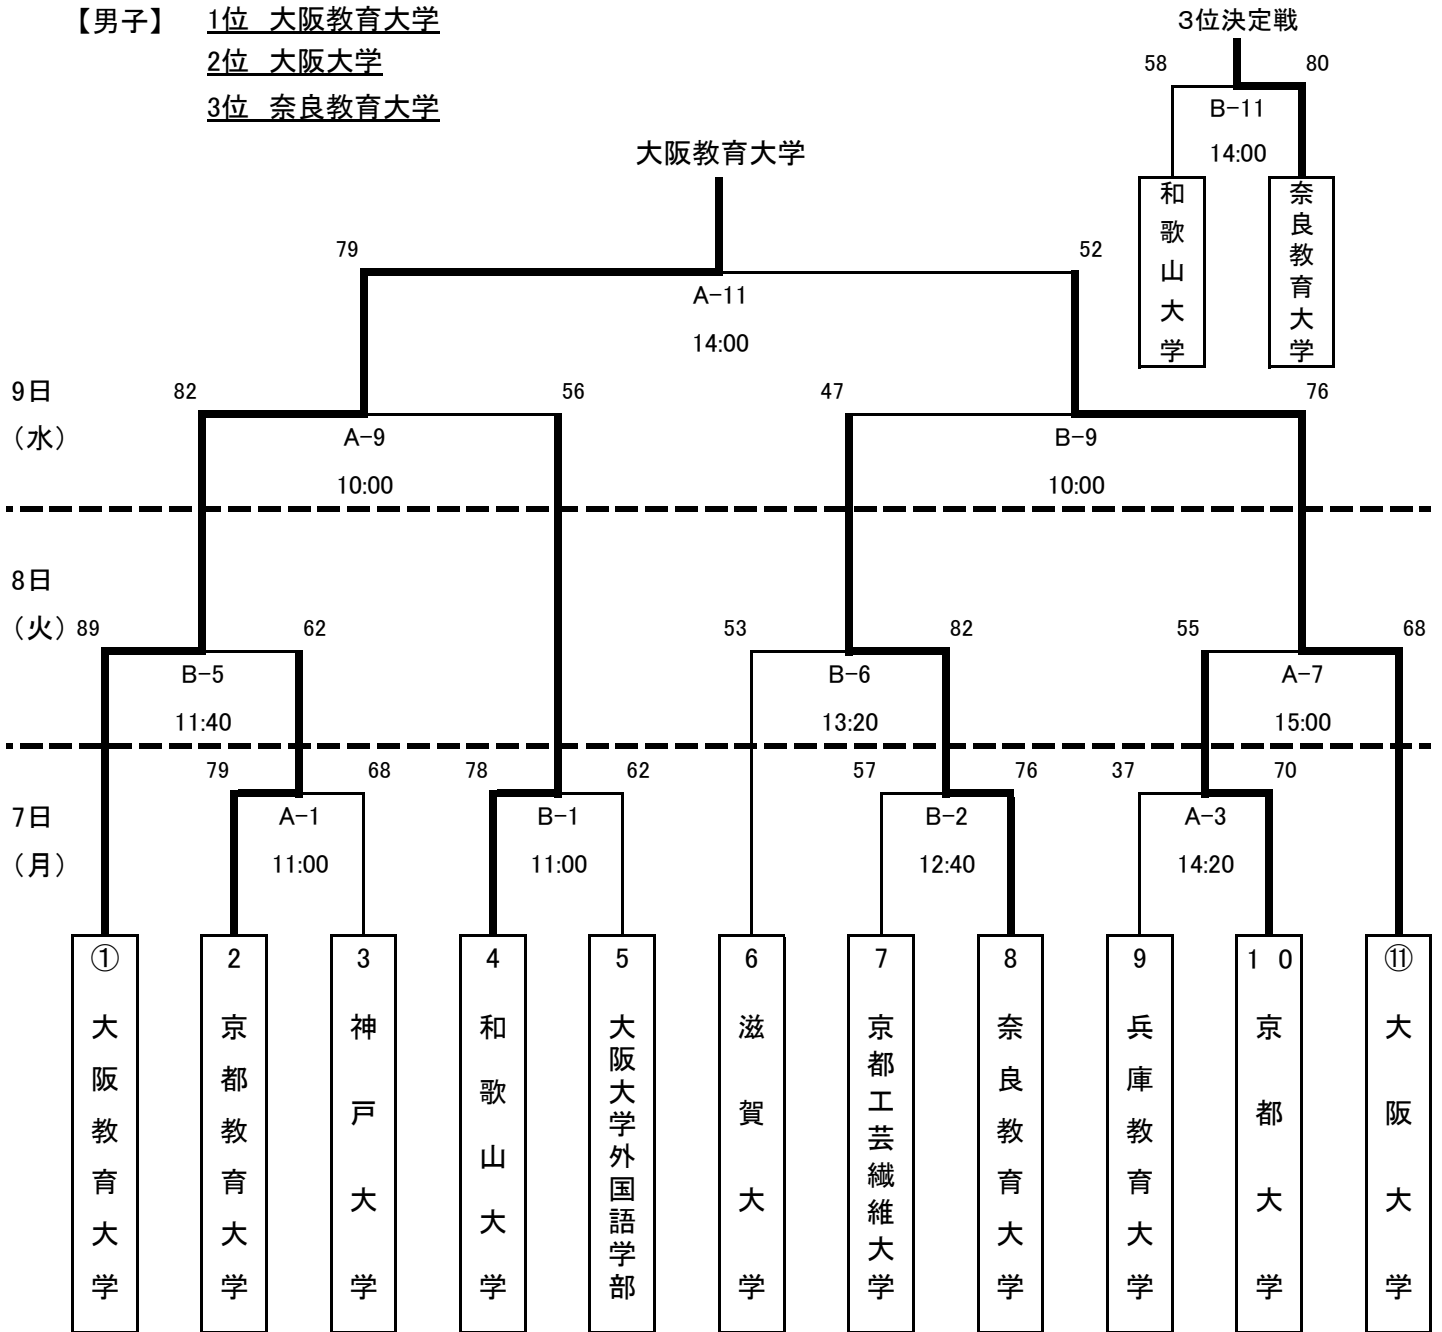 【男子】 1位 大阪教育大学
2位 大阪大学
3位 奈良教育大学
3位決定戦
58 80
B-11
14:00
和歌山大学
奈良教育大学
大阪教育大学
79 52
A-11
14:00
9日
(水)
82 56 47 76
A-9 B-9
10:00 10:00
8日
(火)
89 62 53 82 55 68
B-5 B-6 A-7
11:40 13:20 15:00
7日
(月)
79 68 78 62 57 76 37 70
A-1 B-1 B-2 A-3
11:00 11:00 12:40 14:20
① 大阪教育大学
2 京都教育大学
3 神戸大学
4 和歌山大学
5 大阪大学外国語学部
6 滋賀大学
7 京都工芸繊維大学
8 奈良教育大学
9 兵庫教育大学
10 京都大学
⑪ 大阪大学